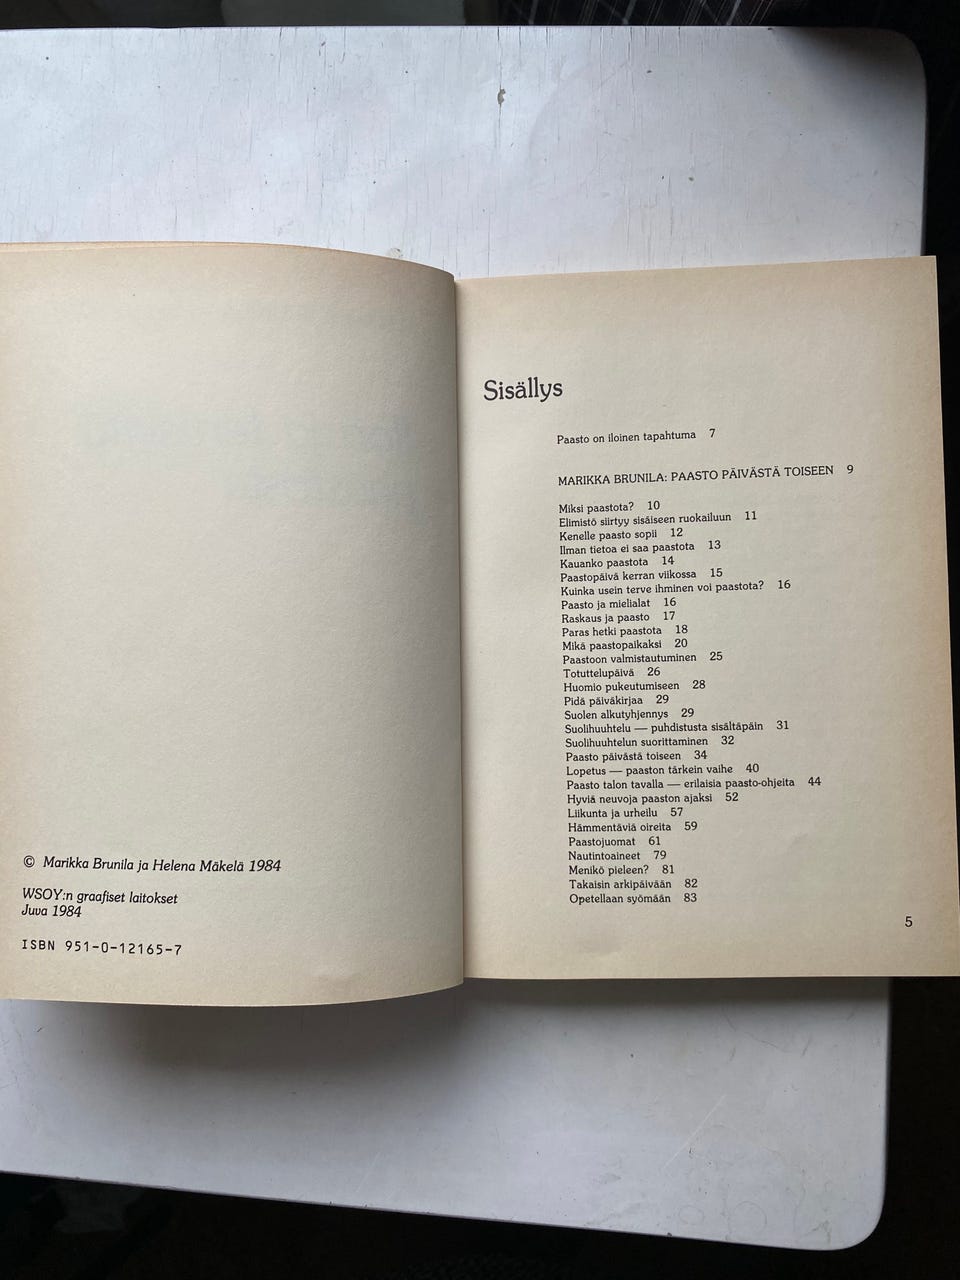 © Marikka Brunila ja Helena Mäkelä 1984
WSOY:n graafiset laitokset
Juva 1984
ISBN 951-0-12165-7
Sisällys
Paasto on iloinen tapahtuma 7
MARIKKA BRUNILA: PAASTO PÄIVÄSTÄ TOISEEN 9
Miksi paastota? 10
Elimistö siirtyy sisäiseen ruokailuun 11
Kenelle paasto sopii 12
Ilman tietoa ei saa paastota 13
Kauanko paastota 14
Paastopäivä kerran viikossa 15
Kuinka usein terve ihminen voi paastota? 16
Paasto ja mielialat 16
Raskaus ja paasto 17
Paras hetki paastota 18
Mikä paastopaikaksi 20
Paastoon valmistautuminen 25
Totuttelupäivä 26
Huomio pukeutumiseen 28
Pidä päiväkirjaa 29
Suolen alkutyhjennys 29
Suolihuuhtelu — puhdistusta sisältäpäin 31
Suolihuuhtelun suorittaminen 32
Paasto päivästä toiseen 34
Lopetus — paaston tärkein vaihe 40
Paasto talon tavalla — erilaisia paasto-ohjeita 44
Hyviä neuvoja paaston ajaksi 52
Liikunta ja urheilu 57
Hämmentäviä oireita 59
Paastojuomat 61
Nautintoaineet 79
Menikö pieleen? 81
Takaisin arkipäivään 82
Opetellaan syömään 83
5